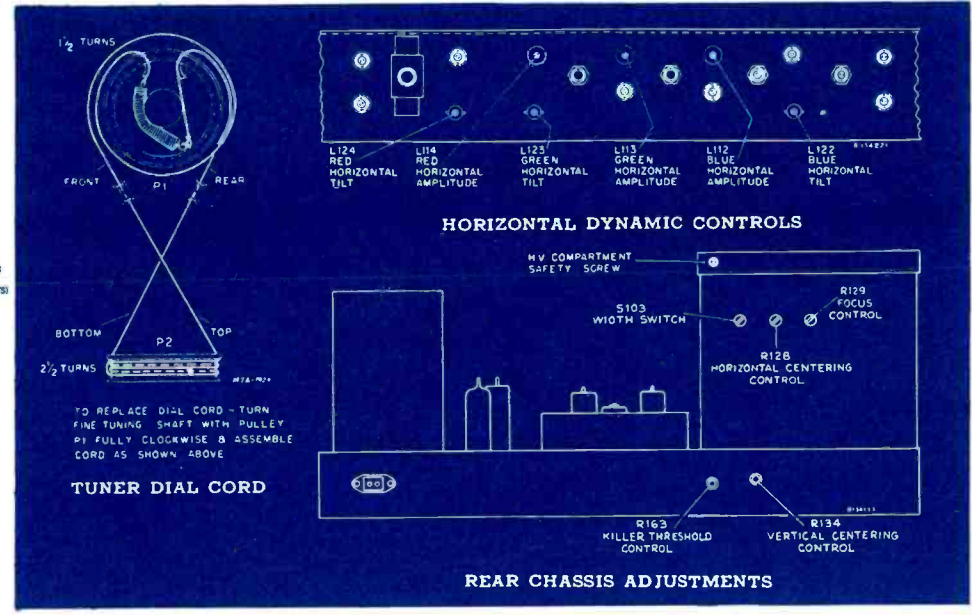 1½ TURNS
FRONT
P1
REAR
BOTTOM
P2
TOP
2½ TURNS
TO REPLACE DIAL CORD - TURN
FINE TUNING SHAFT WITH PULLEY
P1 FULLY CLOCKWISE & ASSEMBLE
CORD AS SHOWN ABOVE
TUNER DIAL CORD
L124
RED
HORIZONTAL
TILT
L114
RED
HORIZONTAL
AMPLITUDE
L123
GREEN
HORIZONTAL
TILT
L113
GREEN
HORIZONTAL
AMPLITUDE
L112
BLUE
HORIZONTAL
AMPLITUDE
L122
BLUE
HORIZONTAL
TILT
HORIZONTAL DYNAMIC CONTROLS
HV COMPARTMENT
SAFETY SCREW
S103
WIDTH SWITCH
R129
FOCUS
CONTROL
R128
HORIZONTAL CENTERING
CONTROL
R163
KILLER THRESHOLD
CONTROL
R134
VERTICAL CENTERING
CONTROL
REAR CHASSIS ADJUSTMENTS